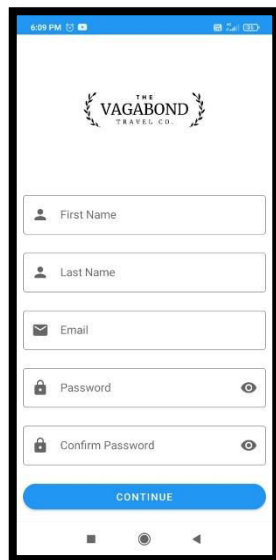 6:09 PM
THE
VAGABOND
TRAVEL CO.
First Name
Last Name
Email
Password
Confirm Password
CONTINUE